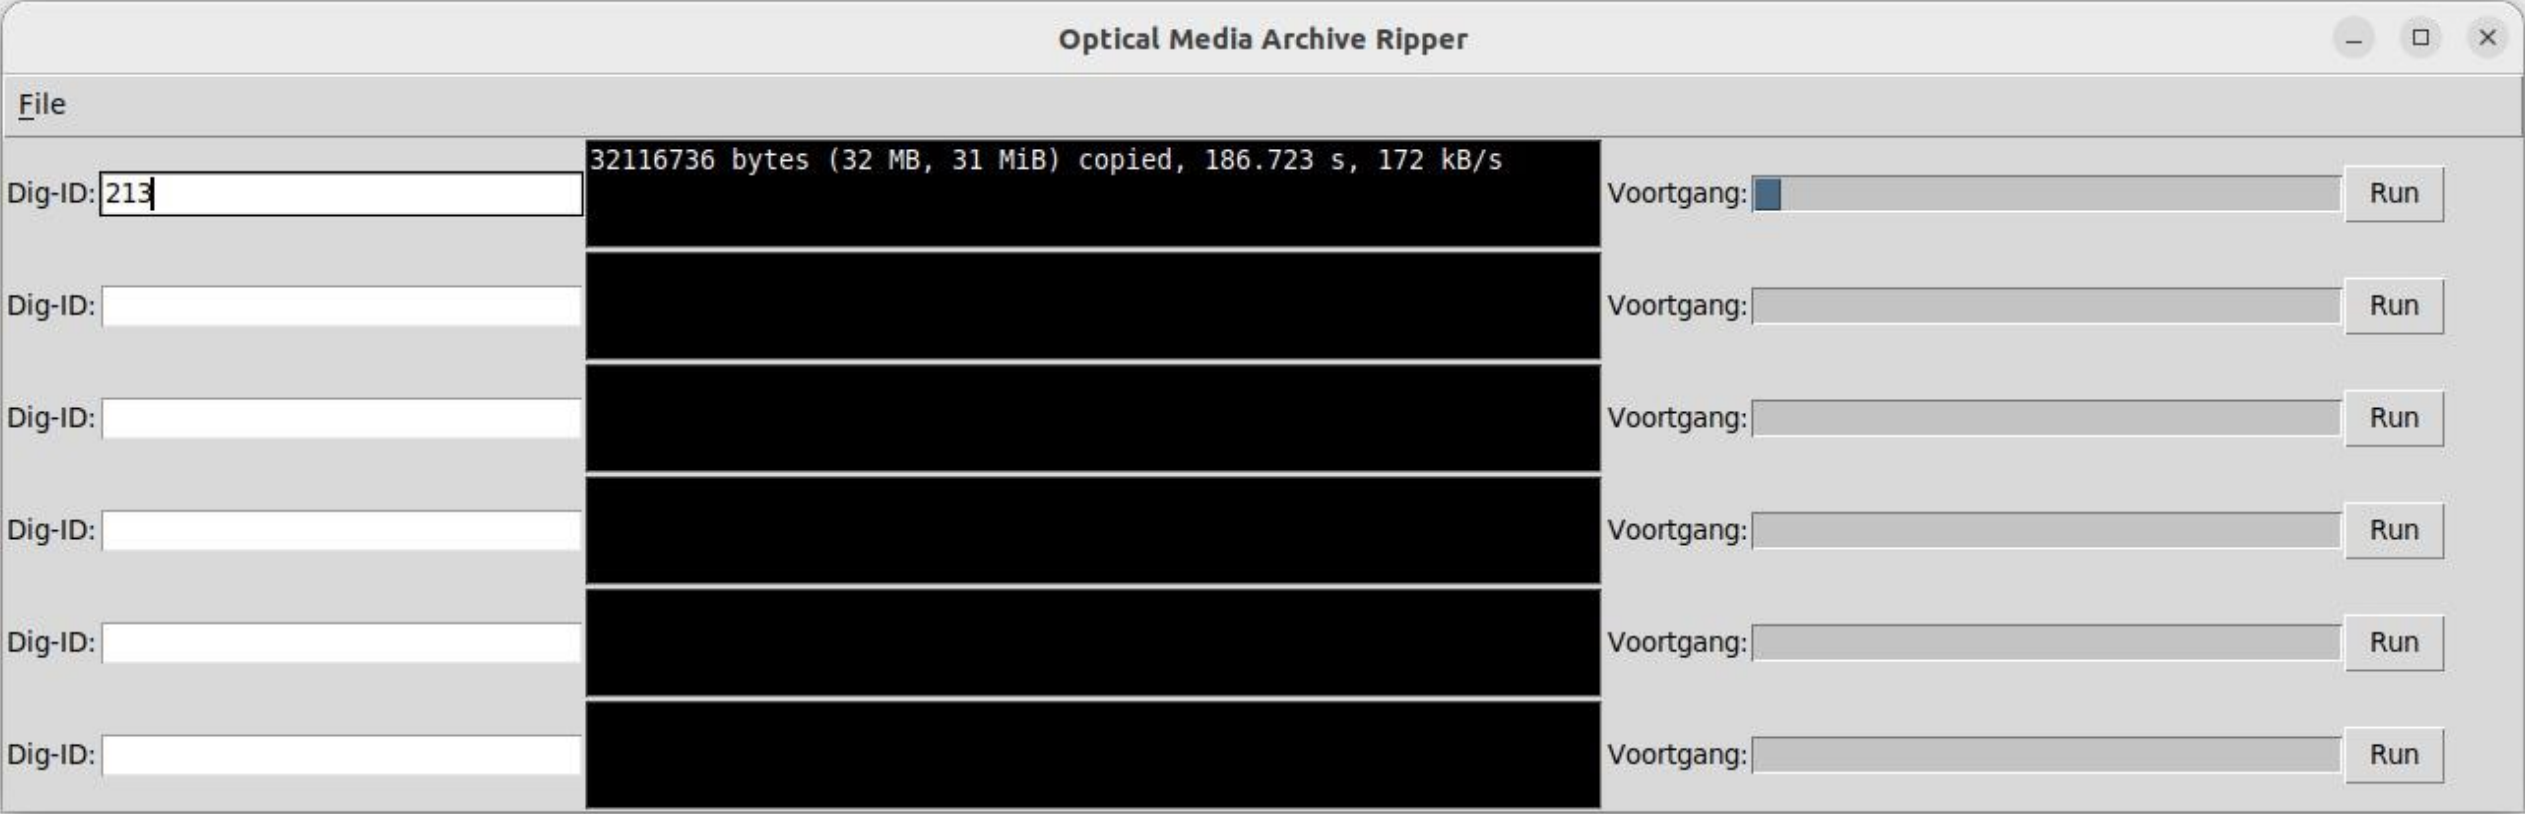 Optical Media Archive Ripper
File
Dig-ID: 213
32116736 bytes (32 MB, 31 MiB) copied, 186.723 s, 172 kB/s
Voortgang: Run
Dig-ID: Voortgang: Run
Dig-ID: Voortgang: Run
Dig-ID: Voortgang: Run
Dig-ID: Voortgang: Run
Dig-ID: Voortgang: Run